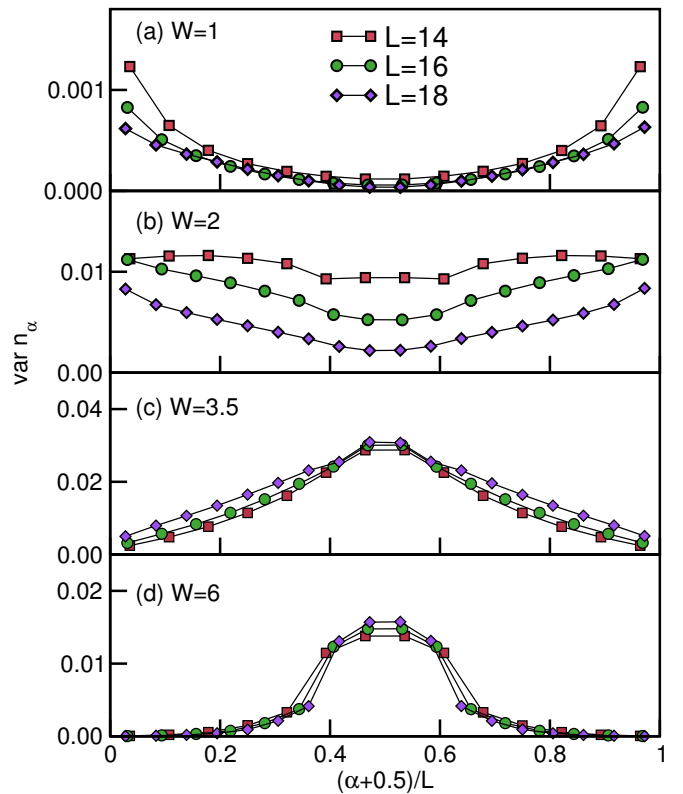 (a) W=1
L=14
L=16
L=18
0.001
0.000
(b) W=2
0.01
0.00
var n_α
(c) W=3.5
0.04
0.02
0.00
(d) W=6
0.02
0.01
0.00
0 0.2 0.4 0.6 0.8 1
(α+0.5)/L